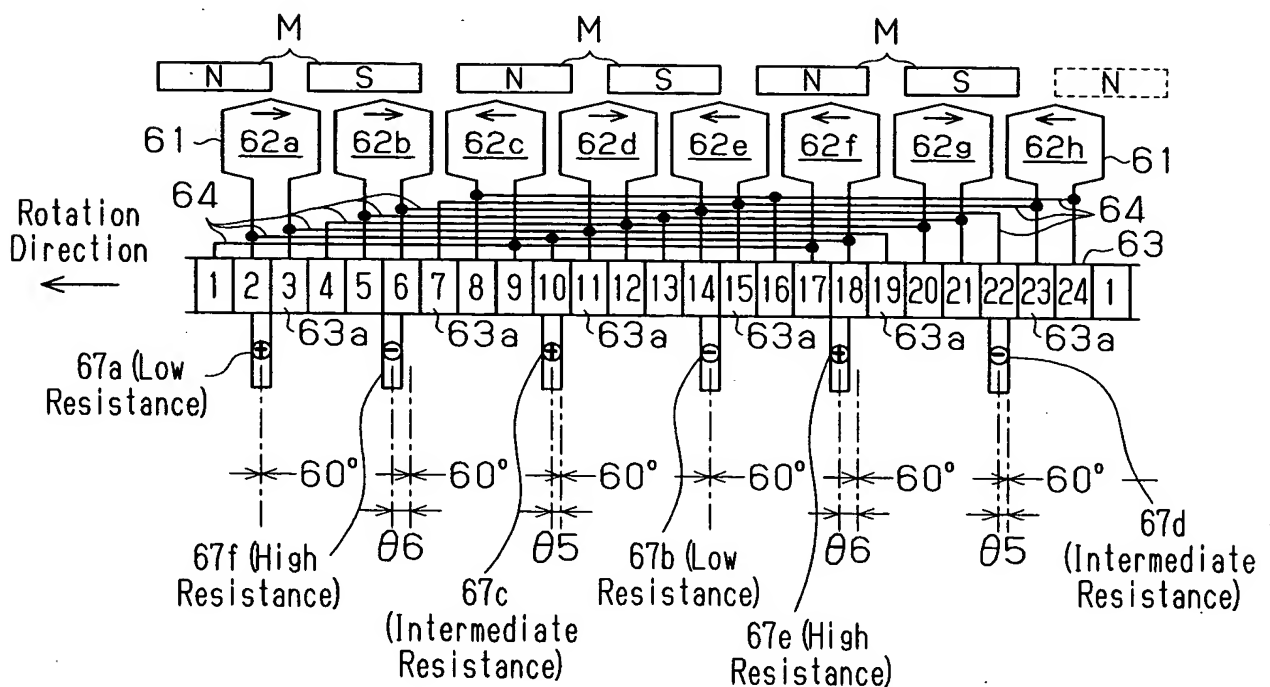 M M M
N S N S N S N
61 62a 62b 62c 62d 62e 62f 62g 62h 61
64 64
Rotation
Direction
63
1 2 3 4 5 6 7 8 9 10 11 12 13 14 15 16 17 18 19 20 21 22 23 24 1
63a 63a 63a 63a 63a 63a
+ − + − + −
67a (Low
Resistance)
60° 60° 60° 60° 60° 60°
θ6 θ5 θ6 θ5
67f (High
Resistance)
67c
(Intermediate
Resistance)
67b (Low
Resistance)
67e (High
Resistance)
67d
(Intermediate
Resistance)